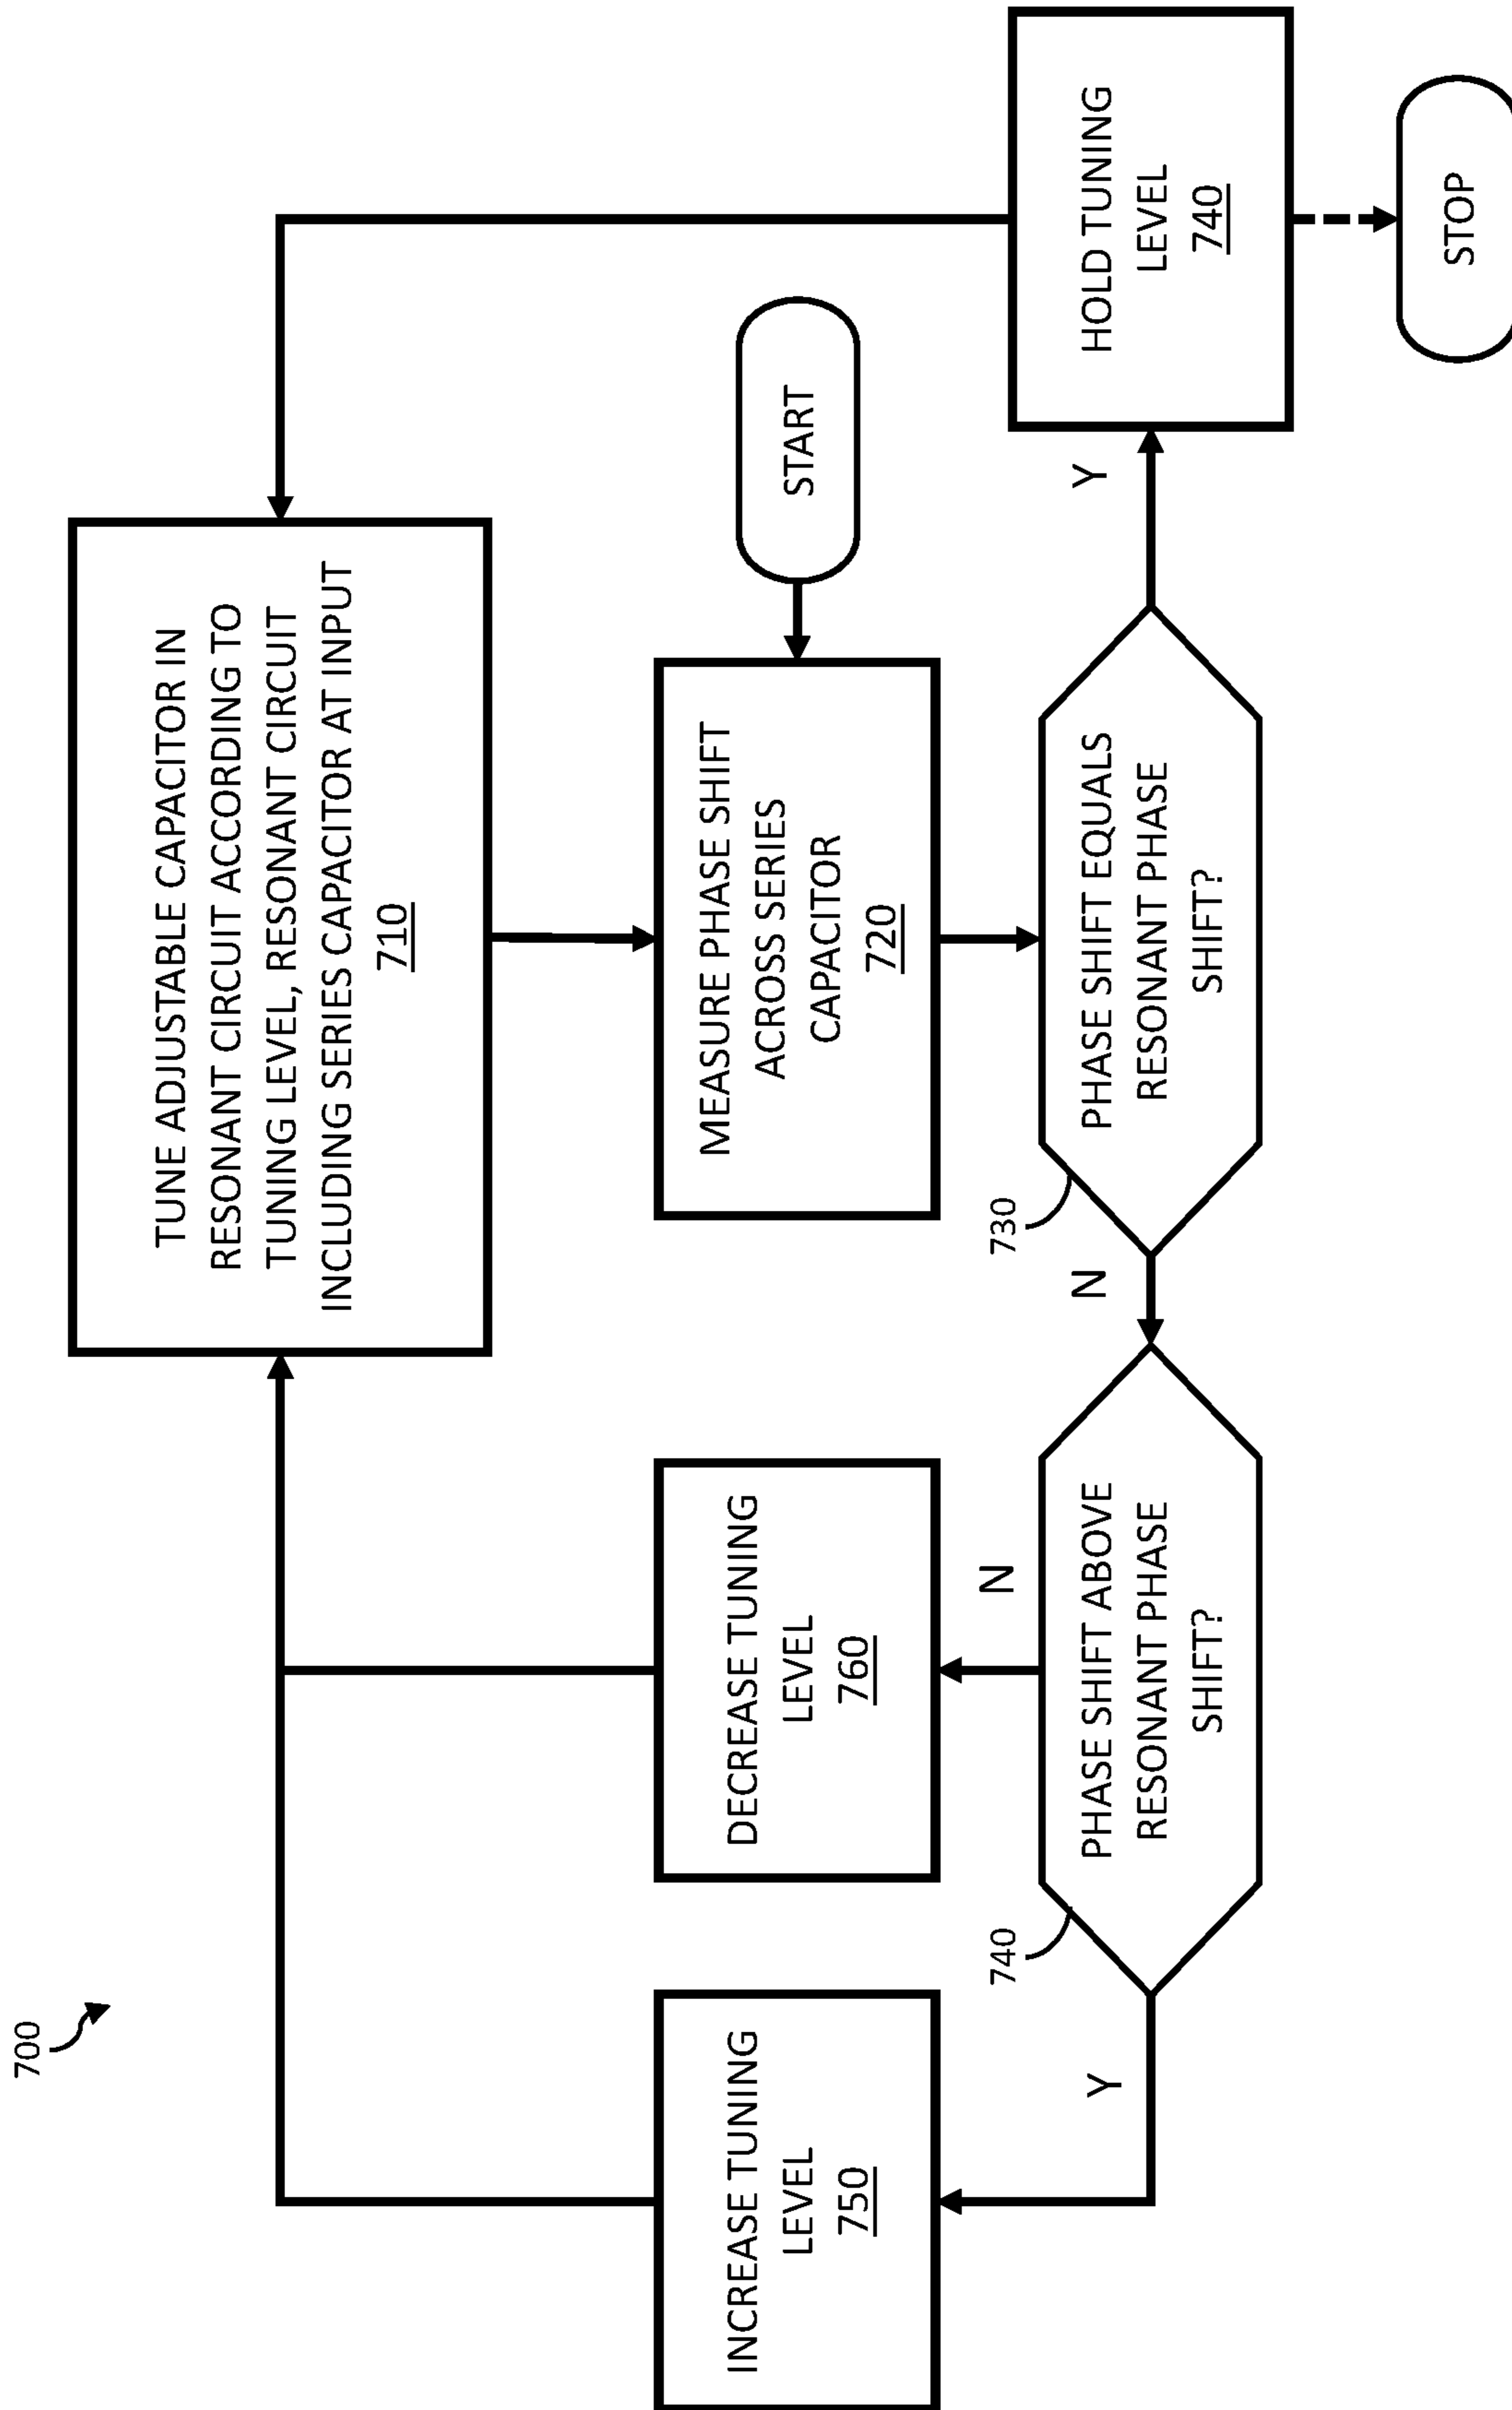 700
TUNE ADJUSTABLE CAPACITOR IN
RESONANT CIRCUIT ACCORDING TO
TUNING LEVEL, RESONANT CIRCUIT
INCLUDING SERIES CAPACITOR AT INPUT
710
START
INCREASE TUNING
LEVEL
750
DECREASE TUNING
LEVEL
760
MEASURE PHASE SHIFT
ACROSS SERIES
CAPACITOR
720
Y
740
PHASE SHIFT ABOVE
RESONANT PHASE
SHIFT?
N
N
730
PHASE SHIFT EQUALS
RESONANT PHASE
SHIFT?
Y
HOLD TUNING
LEVEL
740
STOP